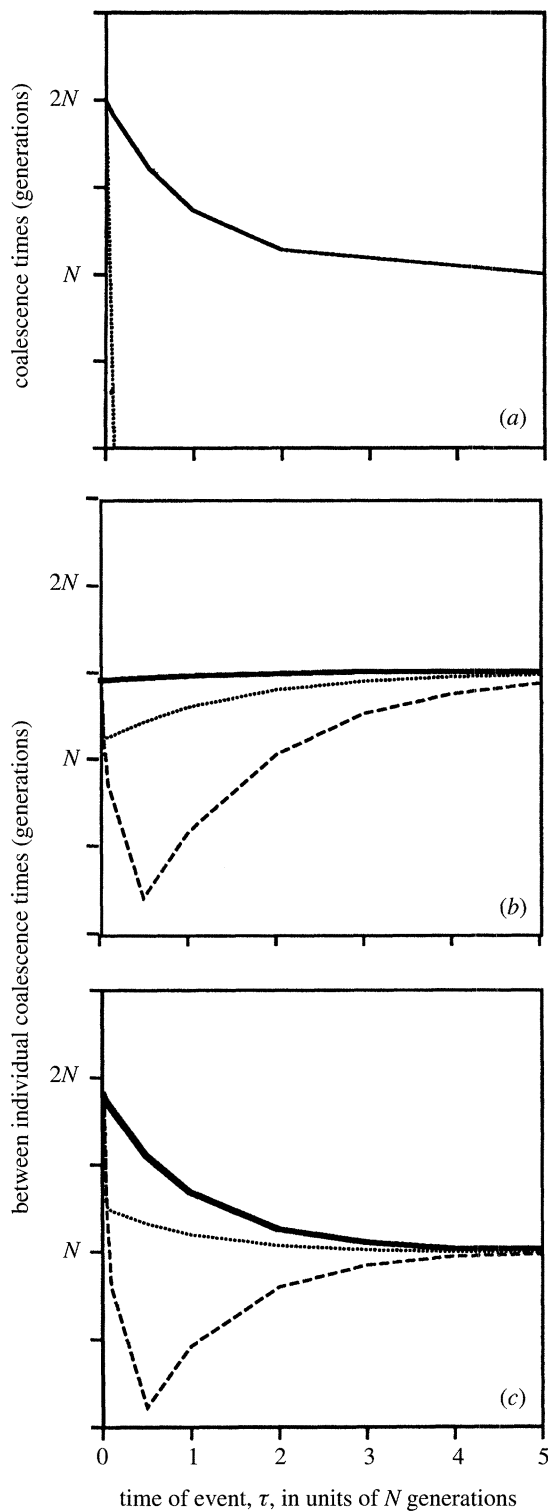 coalescence times (generations)
2N
N
(a)
between individual coalescence times (generations)
2N
N
(b)
2N
N
(c)
0 1 2 3 4 5
time of event, τ, in units of N generations